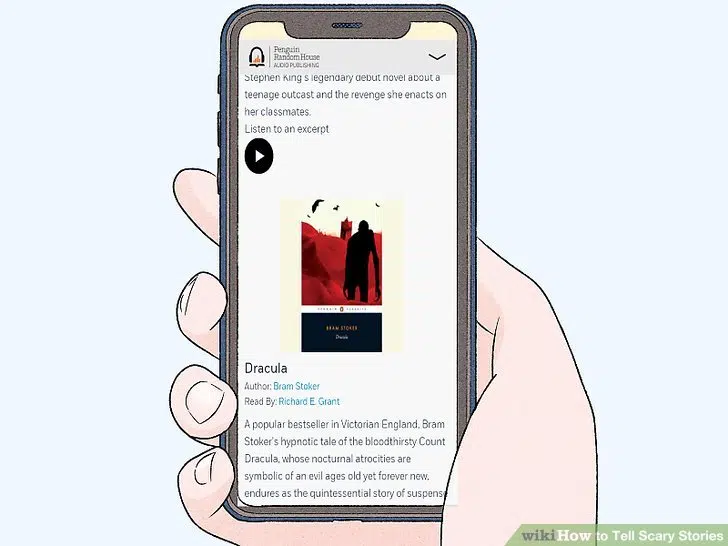 Penguin
Random House
AUDIO PUBLISHING
Stephen King's legendary debut novel about a
teenage outcast and the revenge she enacts on
her classmates.
Listen to an excerpt
PENGUIN CLASSICS
BRAM STOKER
Dracula
Dracula
Author: Bram Stoker
Read By: Richard E. Grant
A popular bestseller in Victorian England, Bram
Stoker's hypnotic tale of the bloodthirsty Count
Dracula, whose nocturnal atrocities are
symbolic of an evil ages old yet forever new,
endures as the quintessential story of suspense
wikiHow to Tell Scary Stories